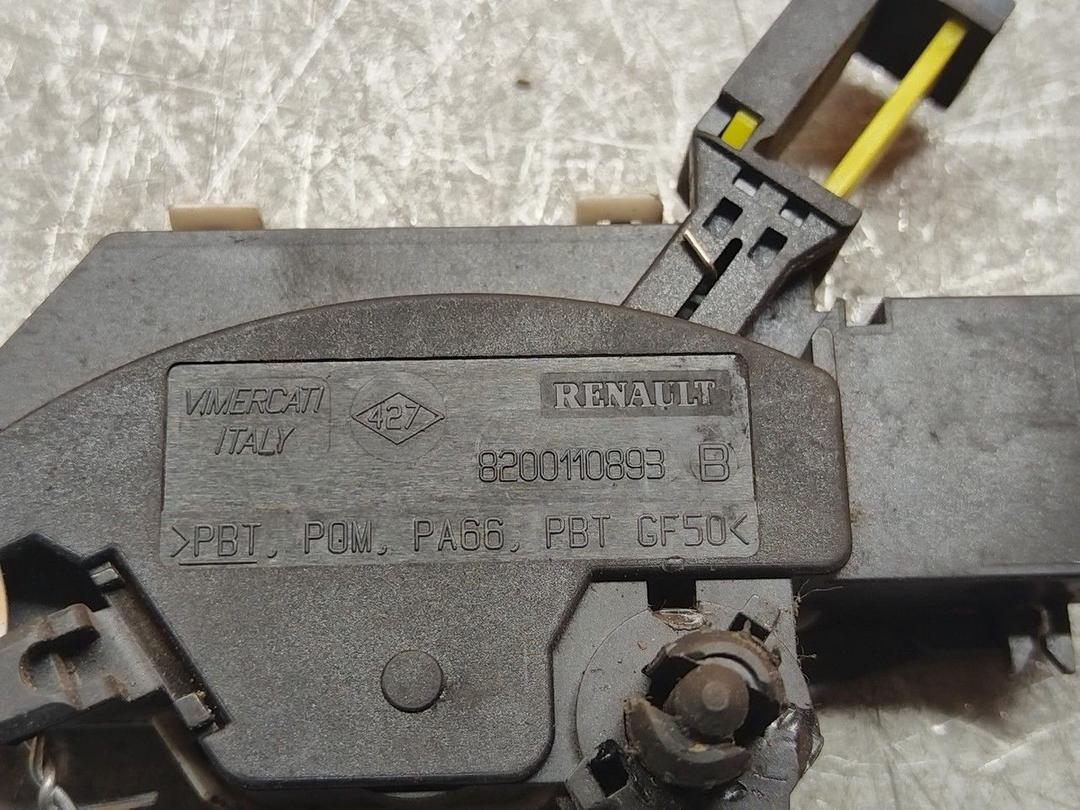 VIMERCATI
ITALY
427
RENAULT
8200110893 B
>PBT, POM, PA66, PBT GF50<